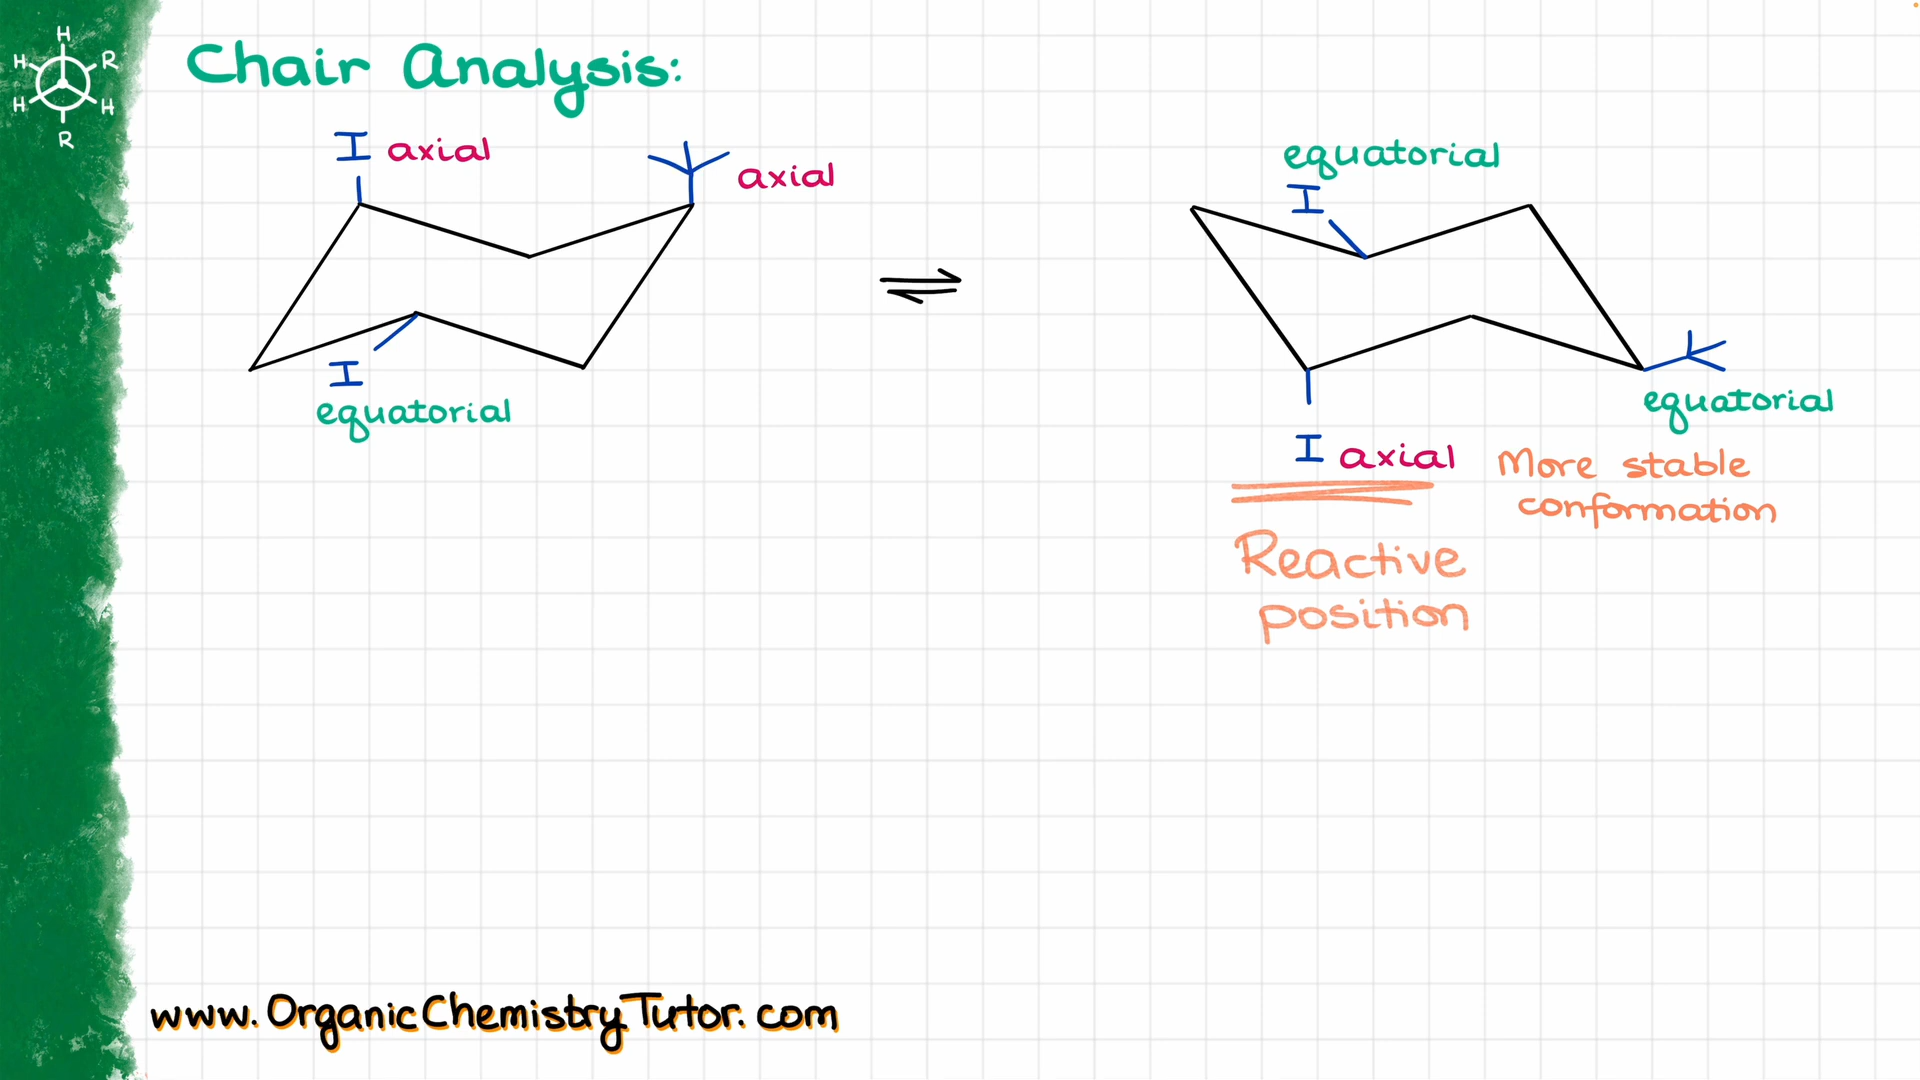 H
H R
H H
R
Chair Analysis:
I axial
axial
I
equatorial
equatorial
I
equatorial
I axial
More stable
conformation
Reactive
position
www.OrganicChemistryTutor.com